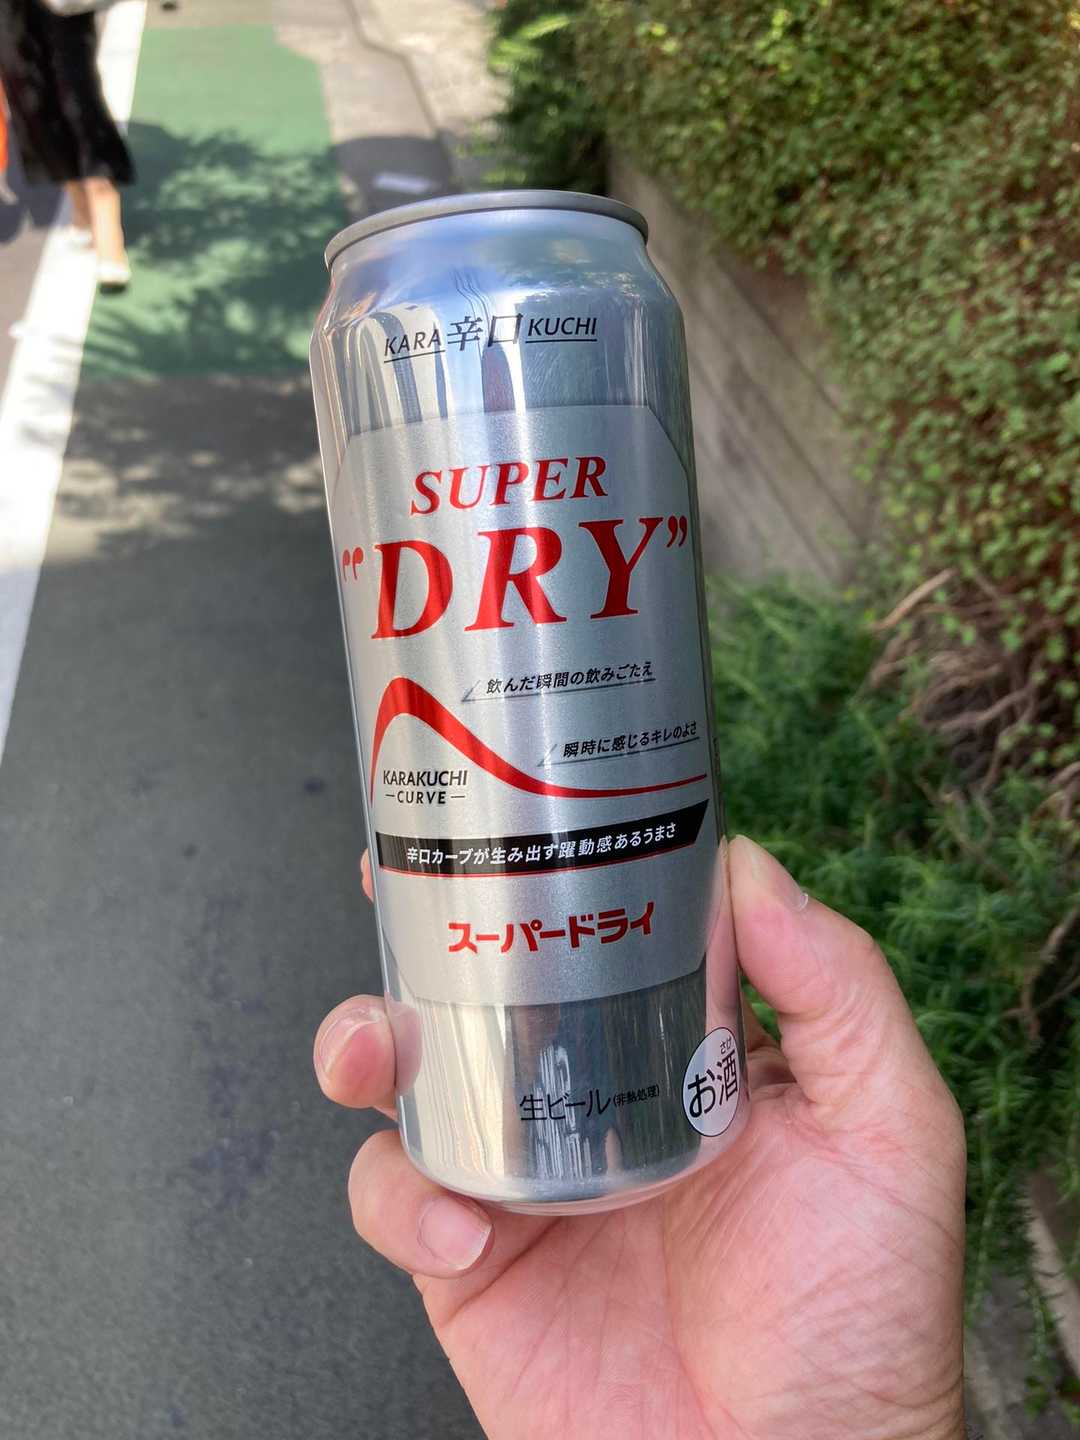 KARA 辛口 KUCHI
SUPER
“DRY”
飲んだ瞬間の飲みごたえ
瞬時に感じるキレのよさ
KARAKUCHI
CURVE
辛口カーブが生み出す躍動感あるうまさ
スーパードライ
生ビール(非熱処理)
さけ
お酒